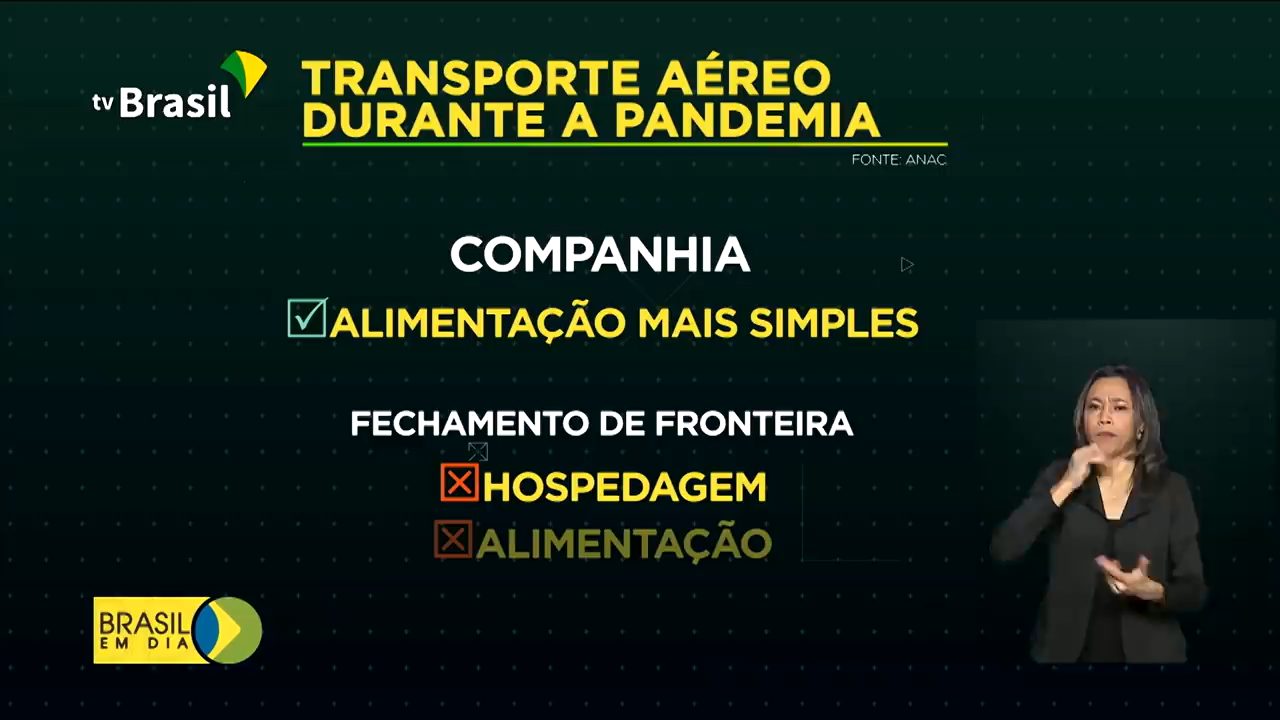 tv Brasil
TRANSPORTE AÉREO
DURANTE A PANDEMIA
FONTE: ANAC
COMPANHIA
ALIMENTAÇÃO MAIS SIMPLES
FECHAMENTO DE FRONTEIRA
HOSPEDAGEM
ALIMENTAÇÃO
BRASIL
EM DIA